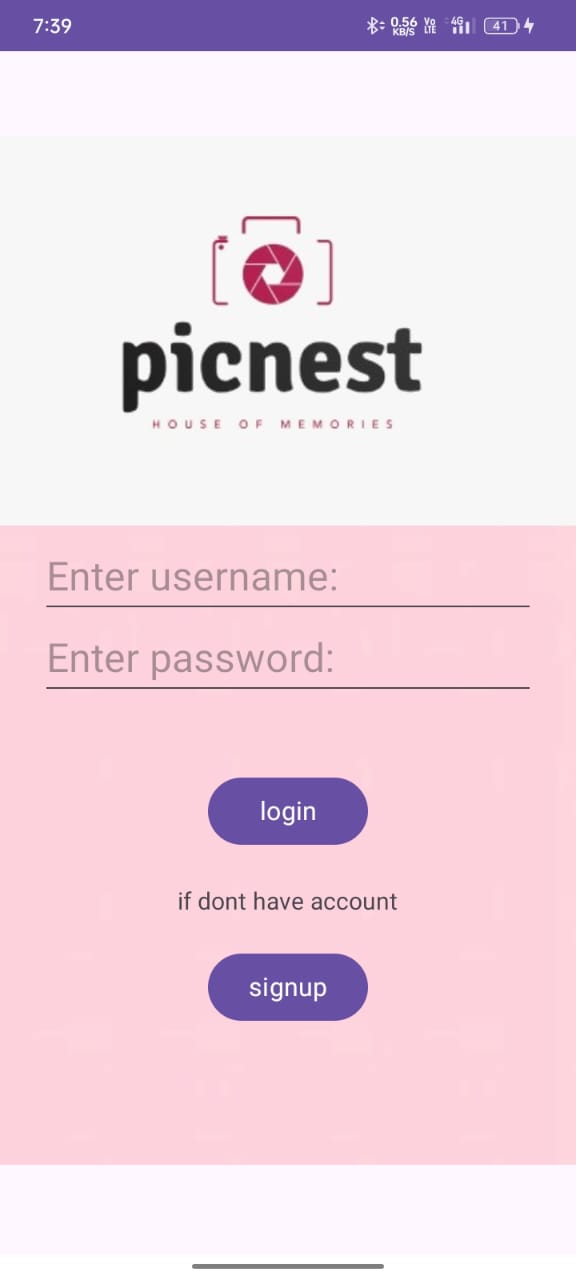 7:39 0.56 KB/S Vo LTE 4G 41
picnest
HOUSE OF MEMORIES
Enter username:
Enter password:
login
if dont have account
signup